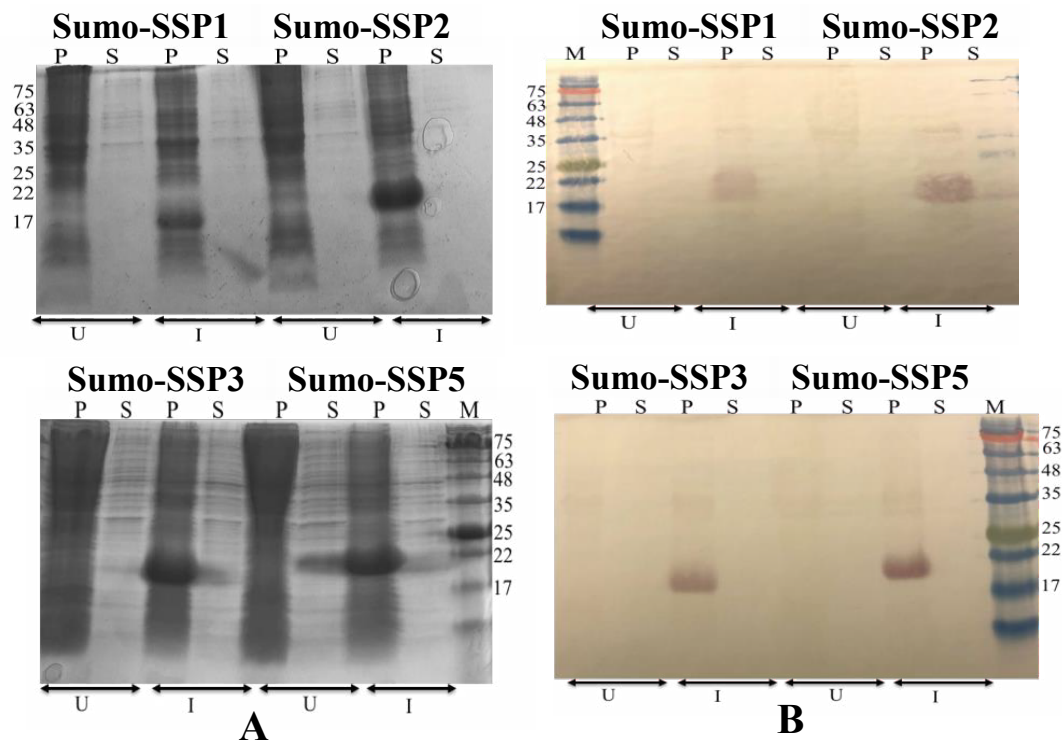 Sumo-SSP1 Sumo-SSP2
P S P S P S P S
75
63
48
35
25
22
17
U I U I
Sumo-SSP1 Sumo-SSP2
M P S P S P S P S
75
63
48
35
25
22
17
U I U I
Sumo-SSP3 Sumo-SSP5
P S P S P S P S M
75
63
48
35
25
22
17
U I U I
A
Sumo-SSP3 Sumo-SSP5
P S P S P S P S M
75
63
48
35
25
22
17
U I U I
B